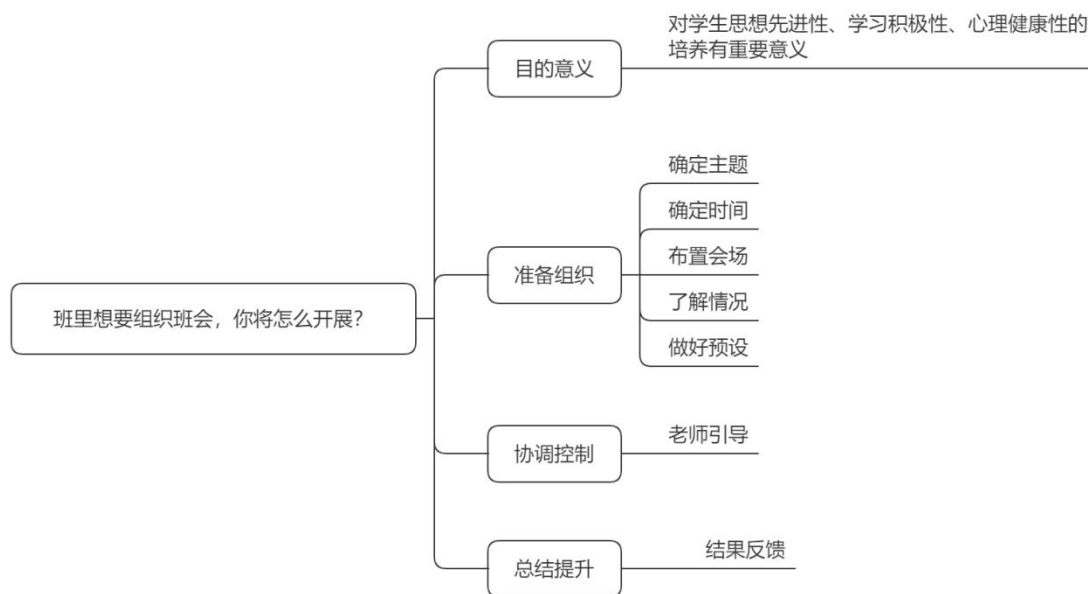 对学生思想先进性、学习积极性、心理健康性的
培养有重要意义
目的意义
确定主题
确定时间
布置会场
了解情况
做好预设
准备组织
班里想要组织班会，你将怎么开展？
老师引导
协调控制
结果反馈
总结提升